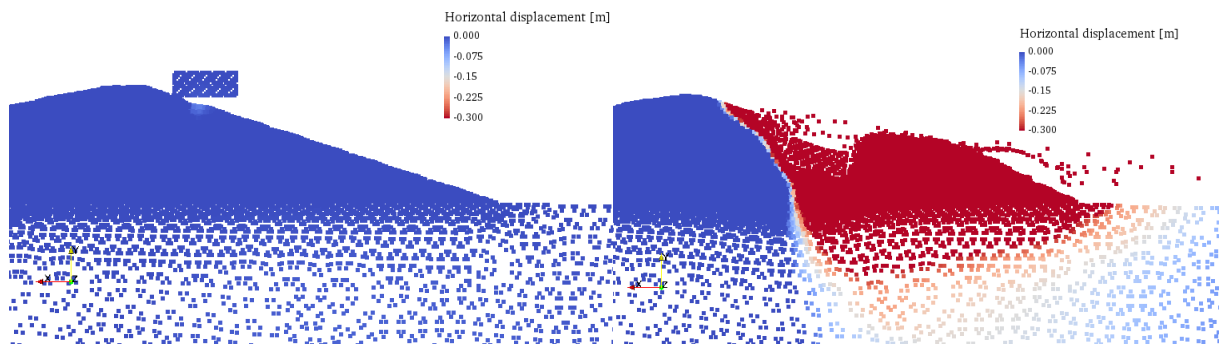 Horizontal displacement [m]
0.000
-0.075
-0.15
-0.225
-0.300
Y
X
Z
Horizontal displacement [m]
0.000
-0.075
-0.15
-0.225
-0.300
X
Z